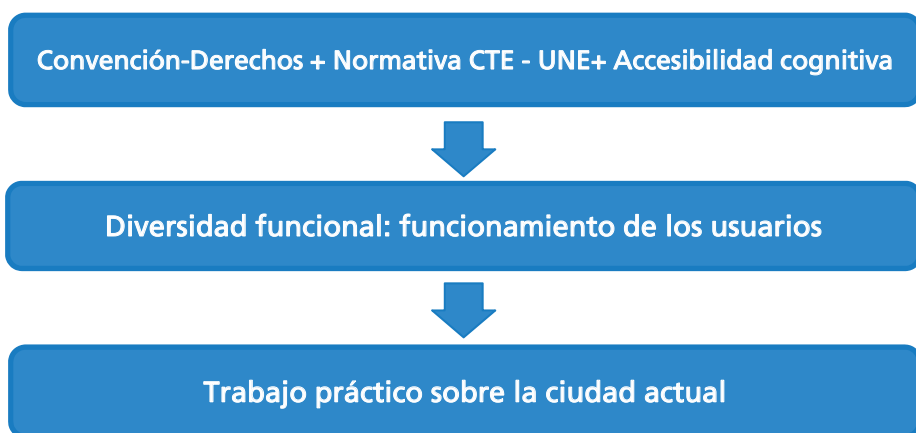 Convención-Derechos + Normativa CTE - UNE+ Accesibilidad cognitiva
Diversidad funcional: funcionamiento de los usuarios
Trabajo práctico sobre la ciudad actual